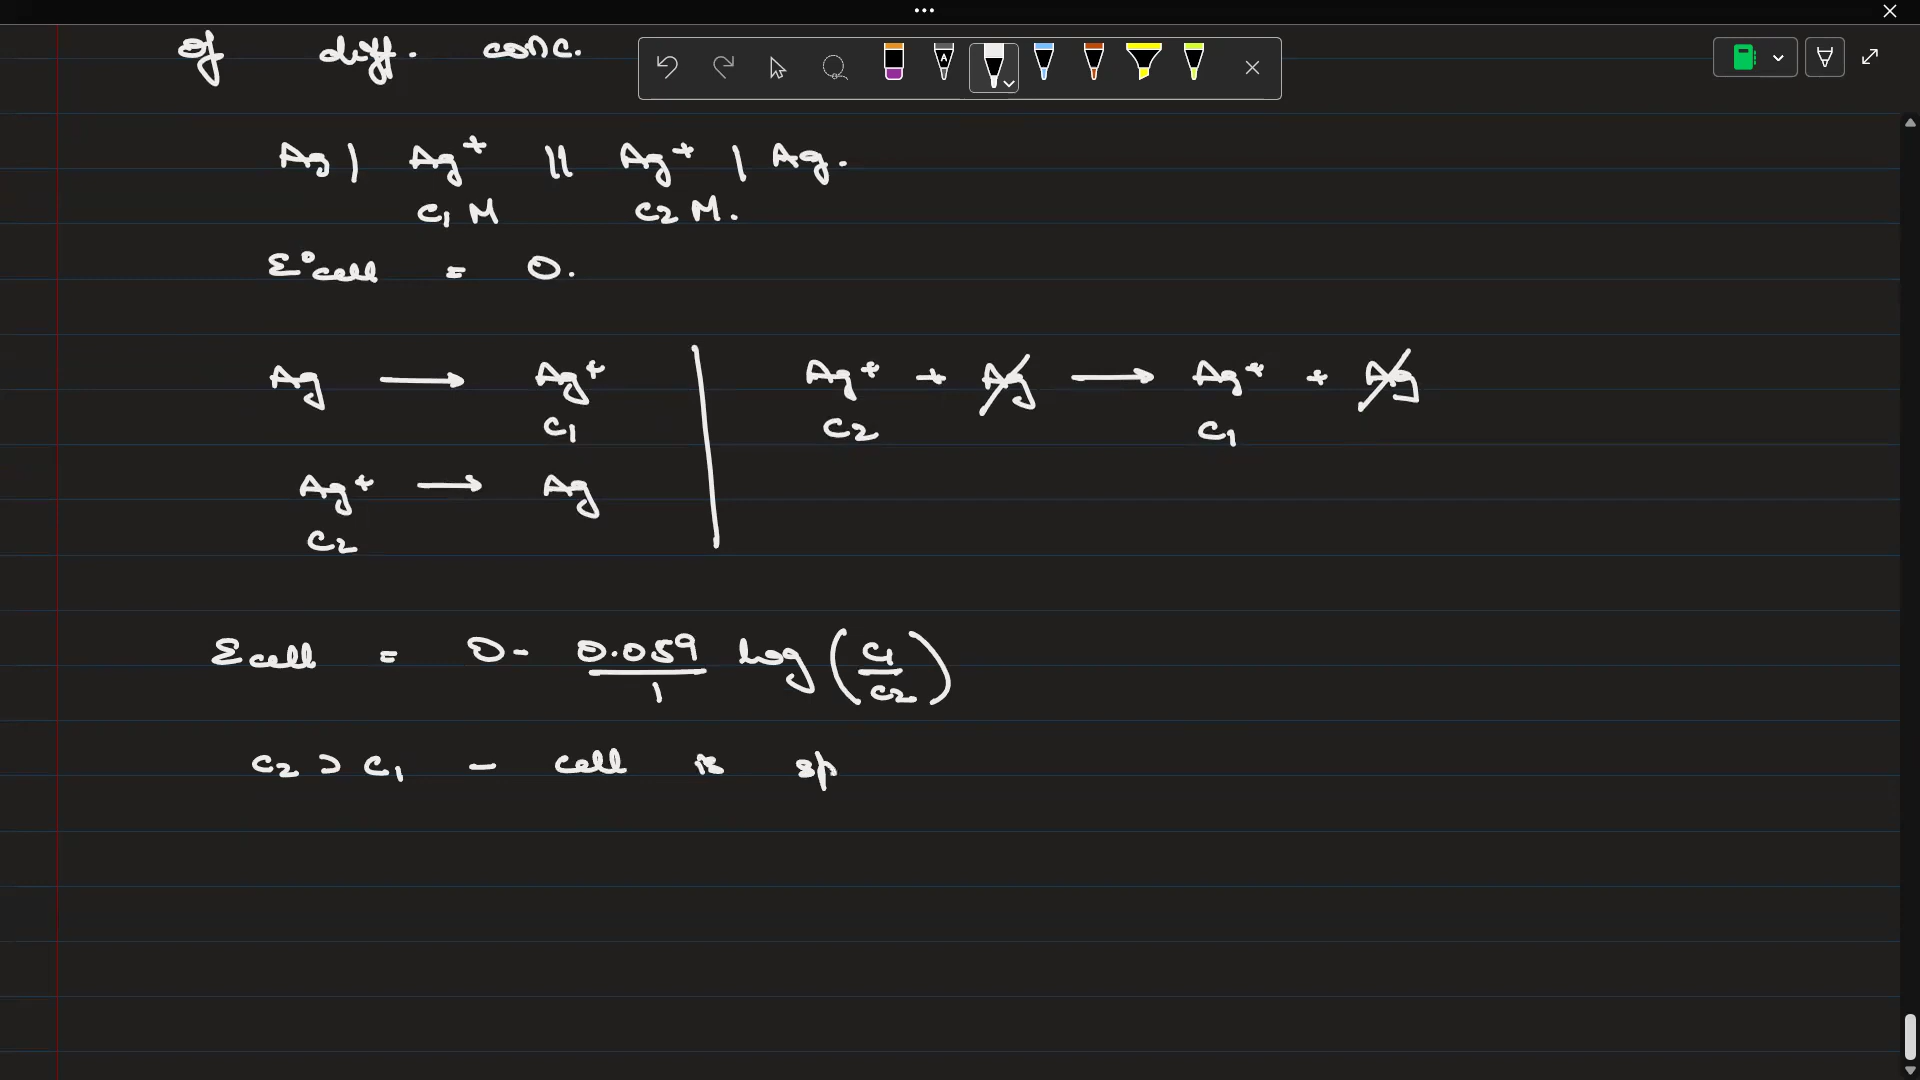 of diff. conc.
Ag | Ag⁺ || Ag⁺ | Ag.
C₁ M C₂ M.
E°cell = 0.
Ag → Ag⁺
C₁
Ag⁺ → Ag
C₂
Ag⁺ + Ag → Ag⁺ + Ag
C₂ C₁
Ecell = 0 - 0.059/1 log (C₁/C₂)
C₂ > C₁ - cell is sp